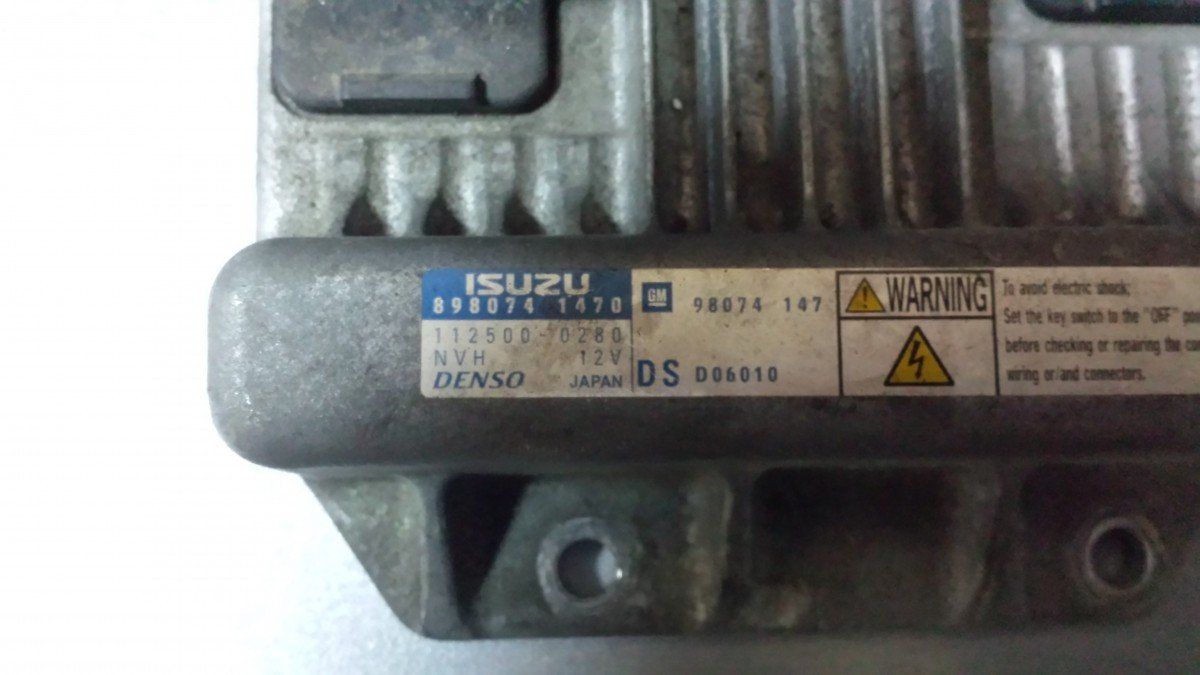 ISUZU
898074 1470
112500-0280
NVH 12V
DENSO JAPAN
GM 98074 147
DS D06010
WARNING
To avoid electric shock;
Set the key switch to the "OFF"
before checking or repairing the
wiring or/and connectors.